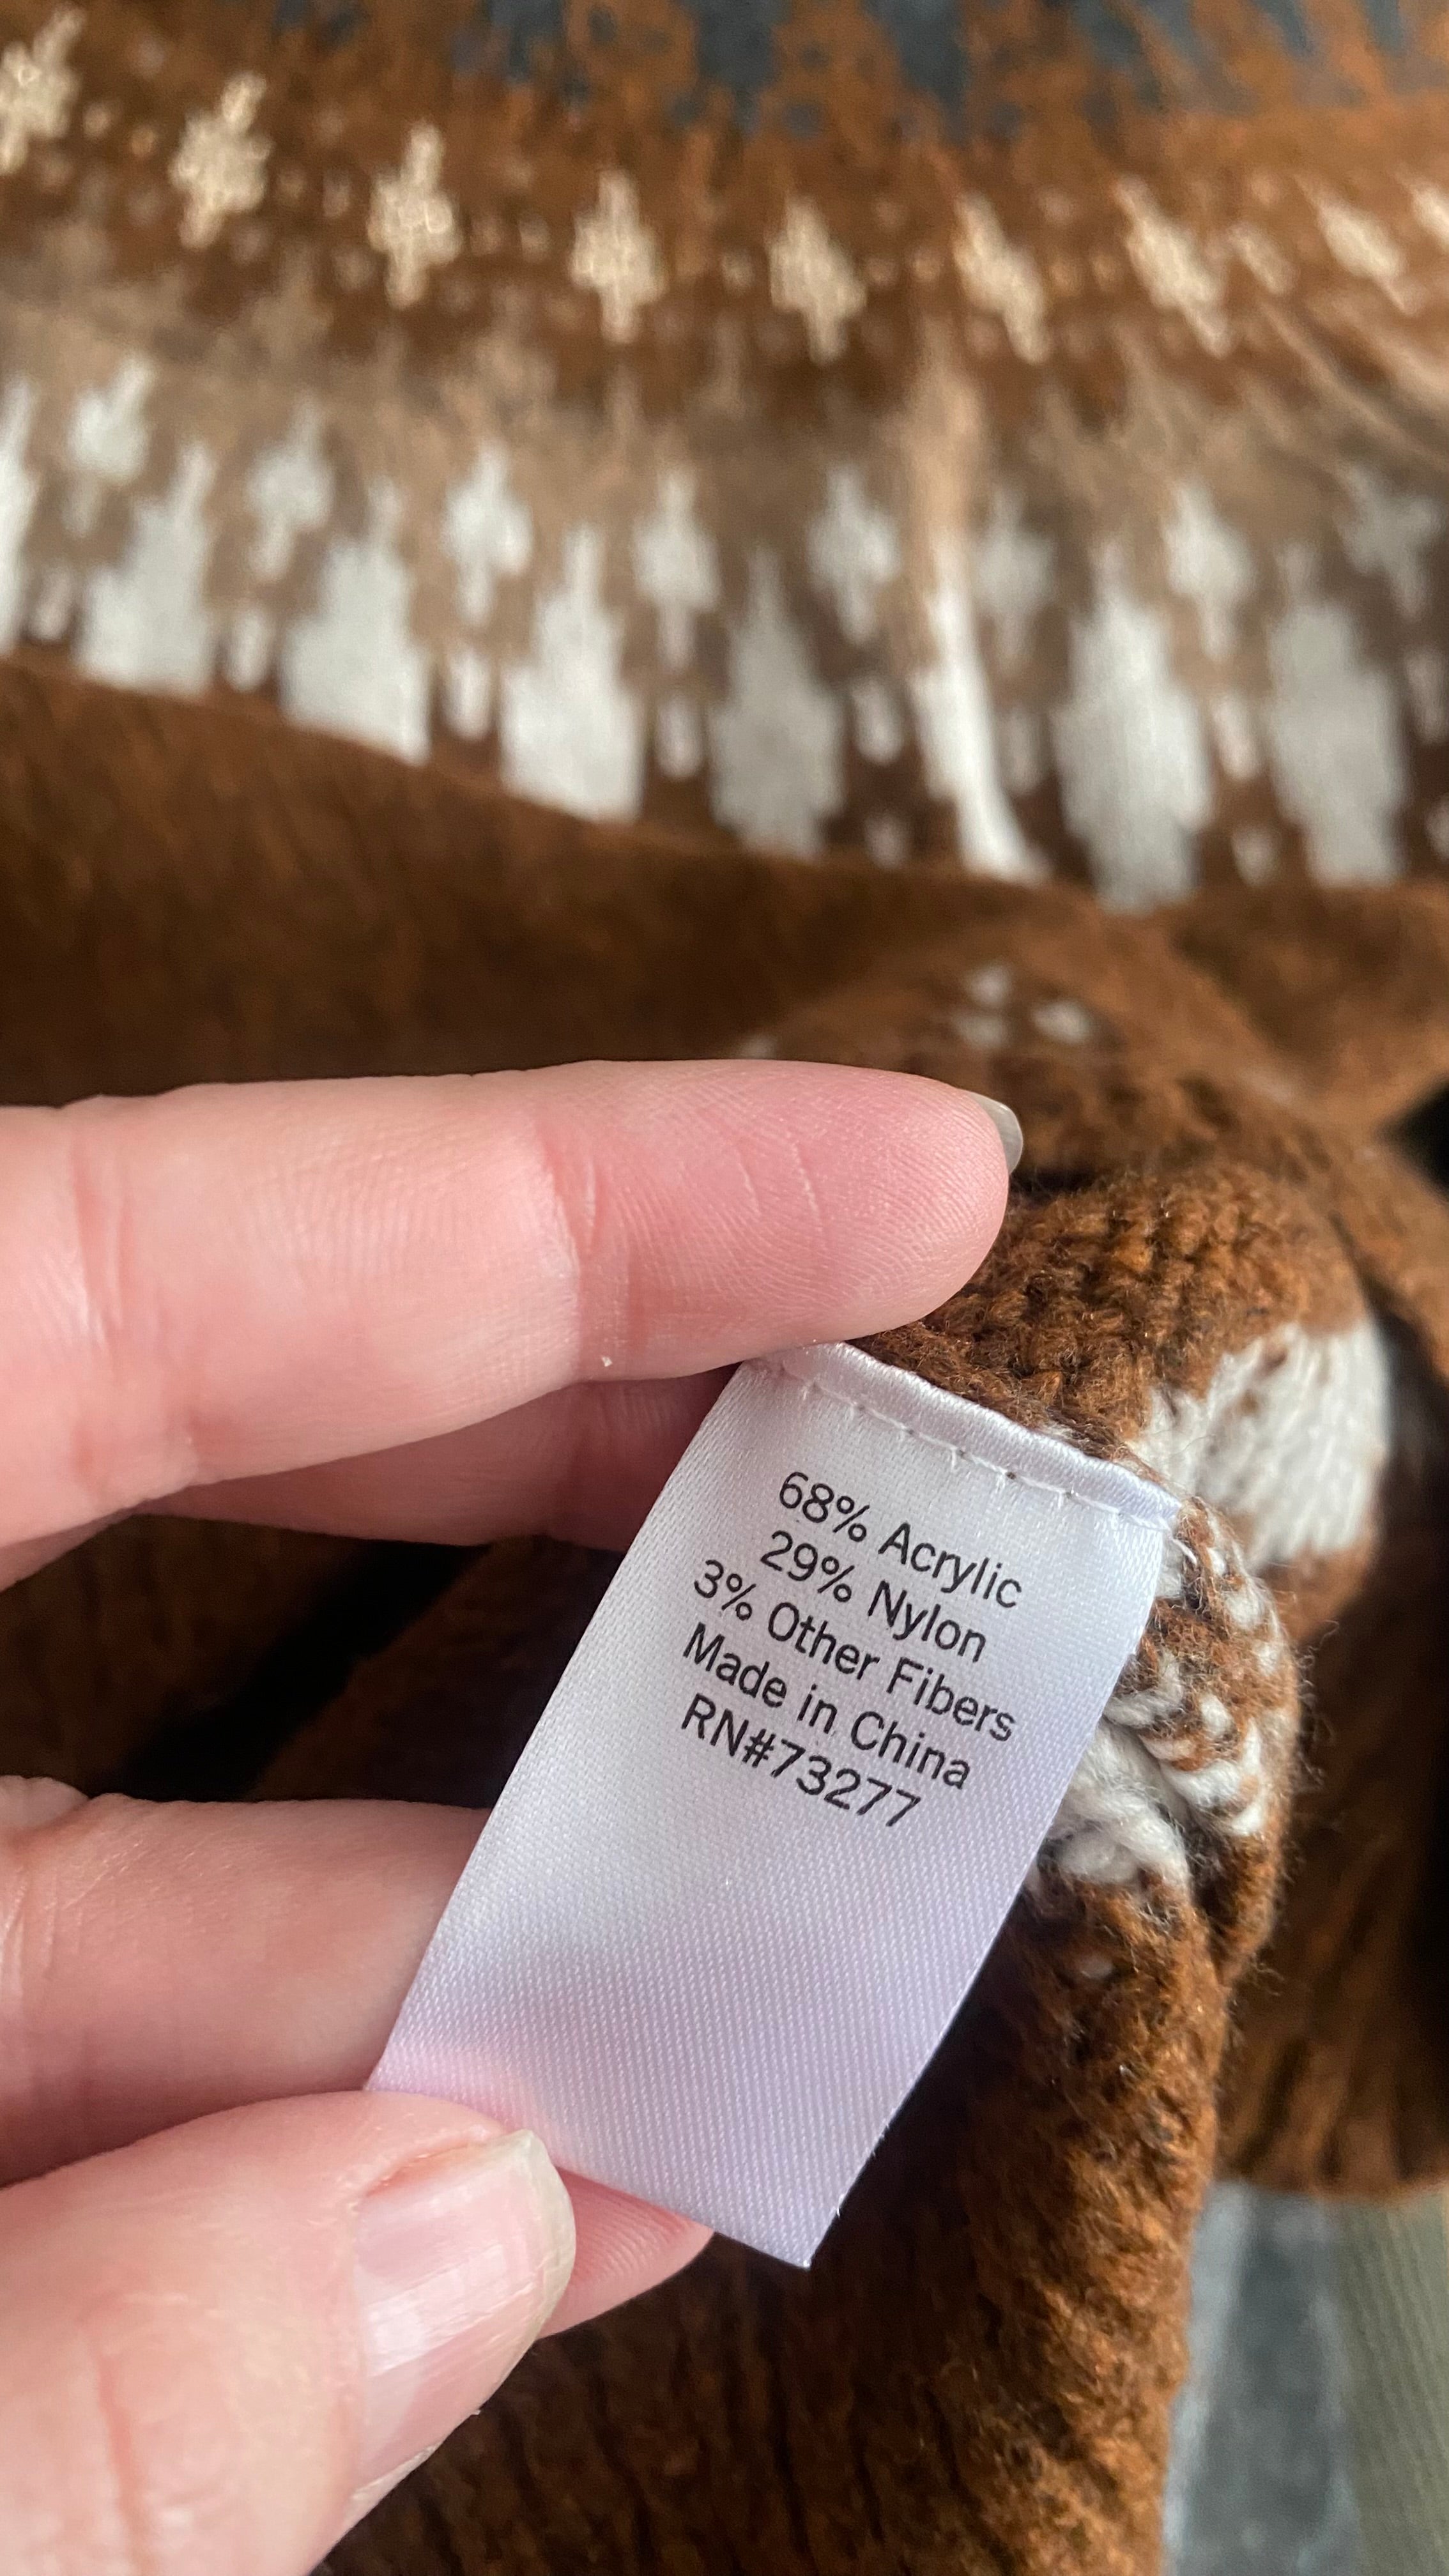 68% Acrylic
29% Nylon
3% Other Fibers
Made in China
RN#73277